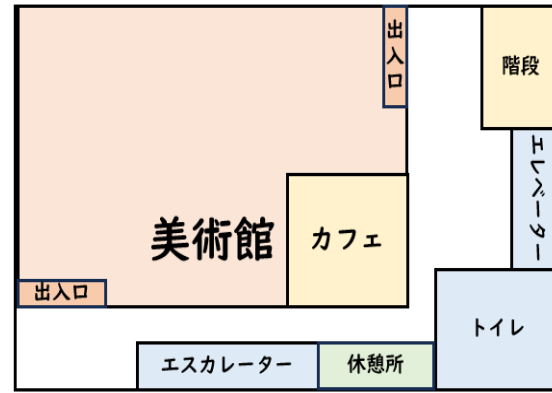 出入口
階段
エレベーター
美術館
カフェ
出入口
トイレ
エスカレーター
休憩所